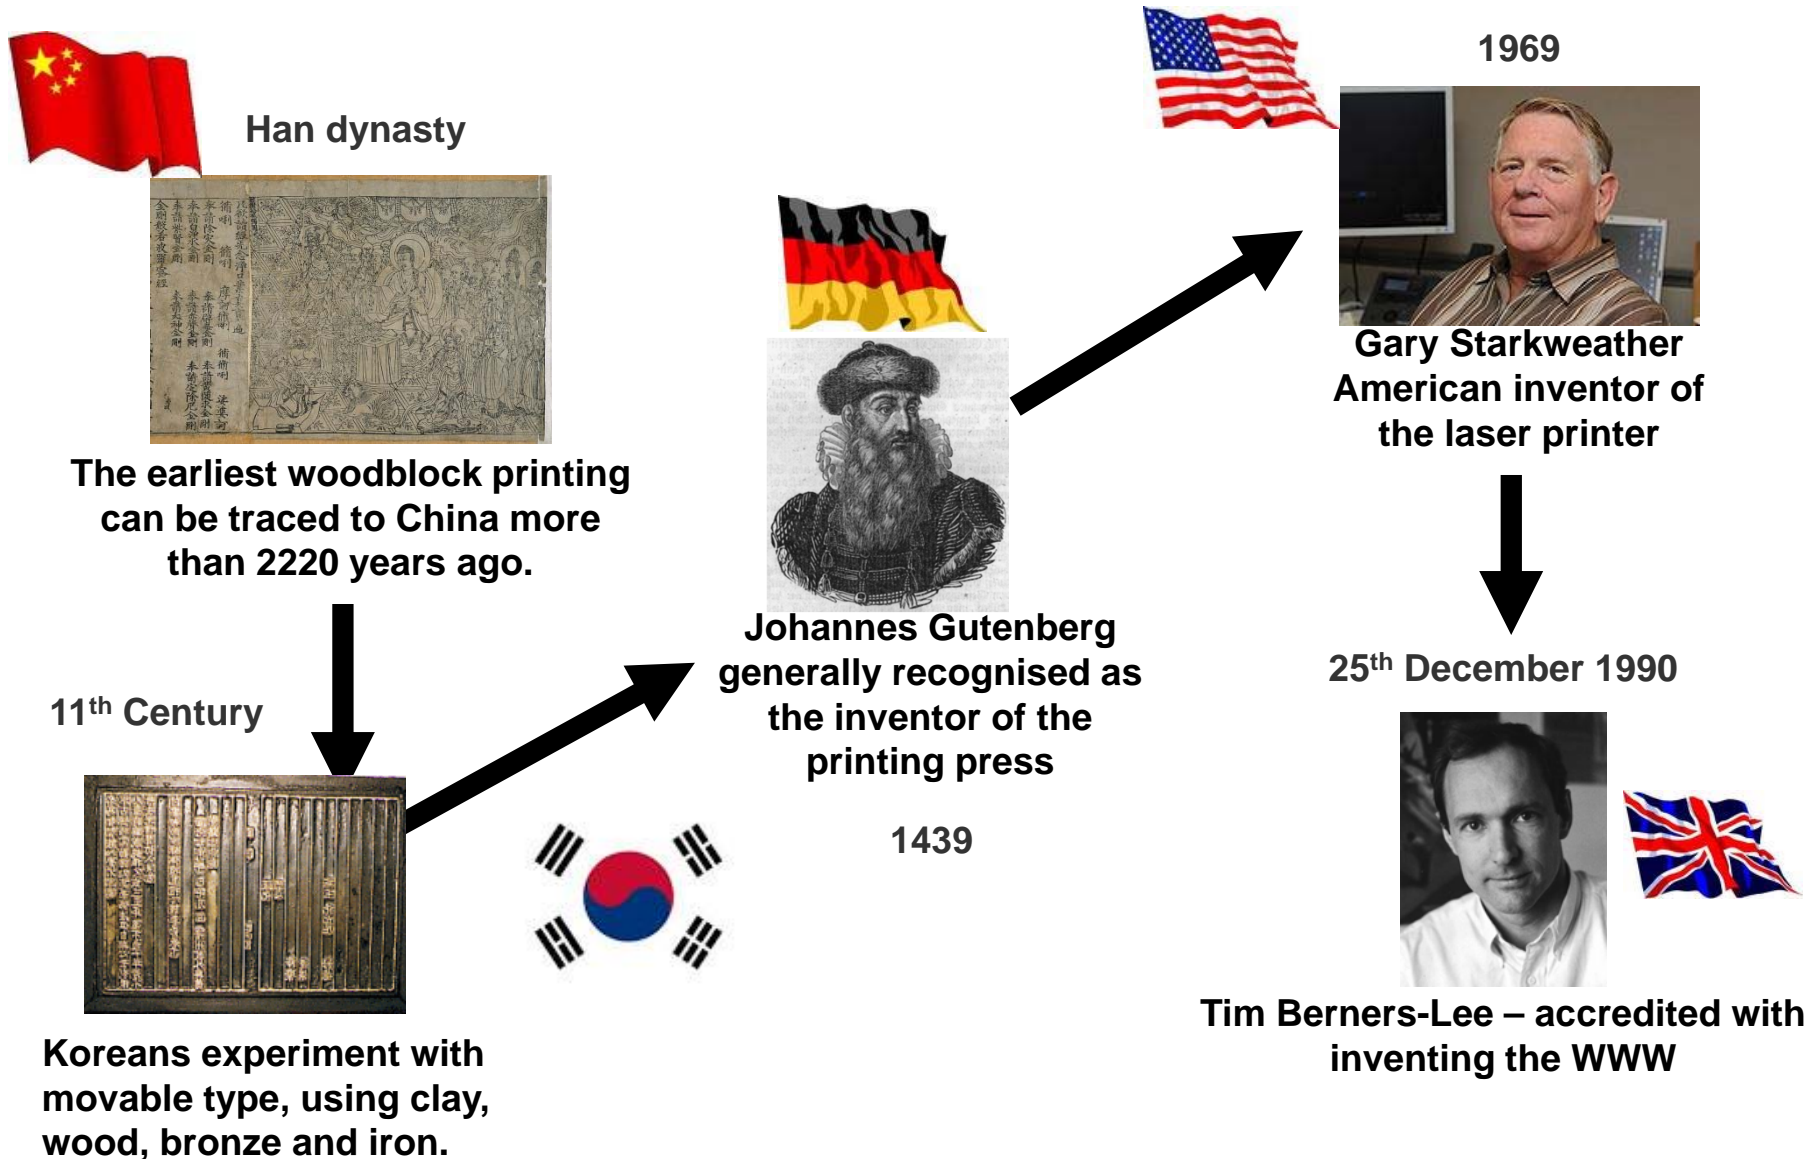 Han dynasty
The earliest woodblock printing
can be traced to China more
than 2220 years ago.
11th Century
Koreans experiment with
movable type, using clay,
wood, bronze and iron.
Johannes Gutenberg
generally recognised as
the inventor of the
printing press
1439
1969
Gary Starkweather
American inventor of
the laser printer
25th December 1990
Tim Berners-Lee – accredited with
inventing the WWW